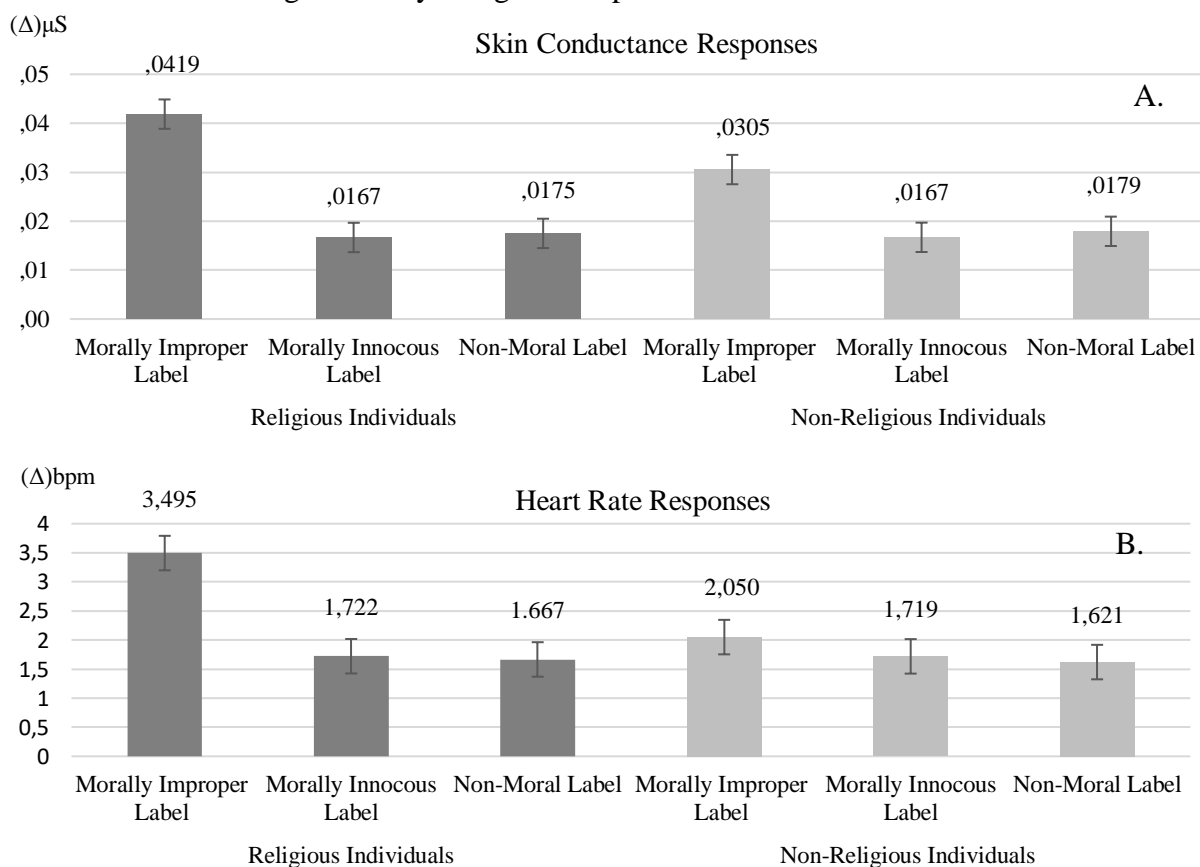 (Δ)μS
Skin Conductance Responses
A.
,0419
,0167
,0175
,0305
,0167
,0179
,05
,04
,03
,02
,01
,00
Morally Improper Label
Morally Innocous Label
Non-Moral Label
Morally Improper Label
Morally Innocous Label
Non-Moral Label
Religious Individuals
Non-Religious Individuals
(Δ)bpm
Heart Rate Responses
B.
3,495
1,722
1.667
2,050
1,719
1,621
4
3,5
3
2,5
2
1,5
1
0,5
0
Morally Improper Label
Morally Innocous Label
Non-Moral Label
Morally Improper Label
Morally Innocous Label
Non-Moral Label
Religious Individuals
Non-Religious Individuals